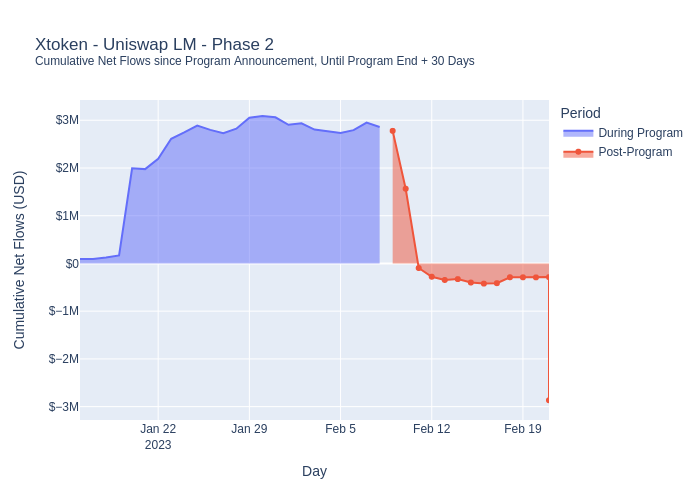 Xtoken - Uniswap LM - Phase 2
Cumulative Net Flows since Program Announcement, Until Program End + 30 Days
Period
During Program
Post-Program
Cumulative Net Flows (USD)
$3M
$2M
$1M
$0
$−1M
$−2M
$−3M
Jan 22
2023
Jan 29
Feb 5
Feb 12
Feb 19
Day